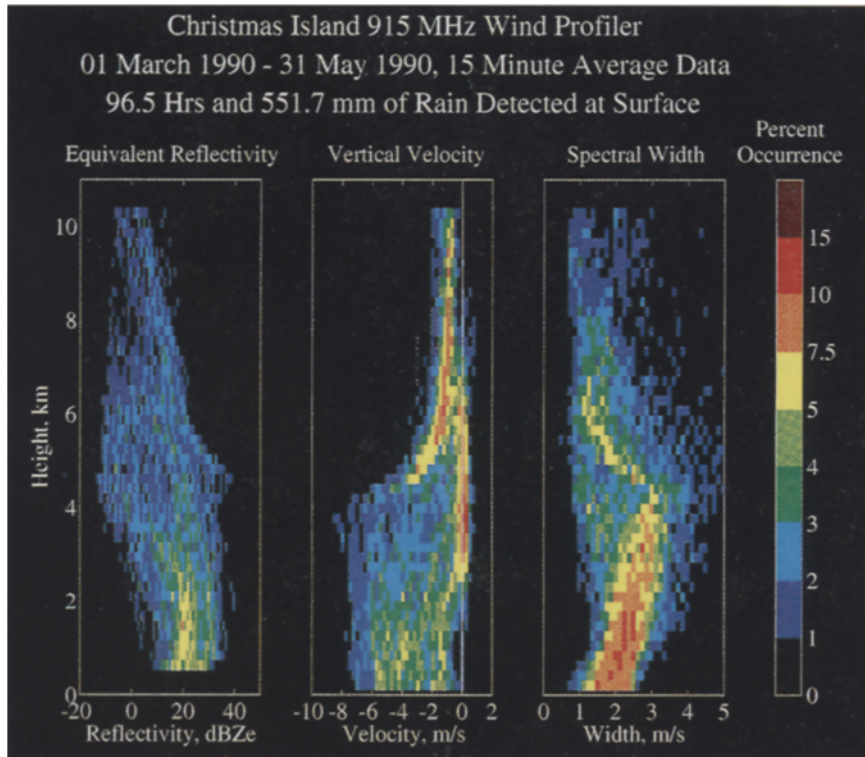 Christmas Island 915 MHz Wind Profiler
01 March 1990 - 31 May 1990, 15 Minute Average Data
96.5 Hrs and 551.7 mm of Rain Detected at Surface
Equivalent Reflectivity
Vertical Velocity
Spectral Width
Percent
Occurrence
Height, km
10
8
6
4
2
0
-20 0 20 40
Reflectivity, dBZe
-10 -8 -6 -4 -2 0 2
Velocity, m/s
0 1 2 3 4 5
Width, m/s
15
10
7.5
5
4
3
2
1
0